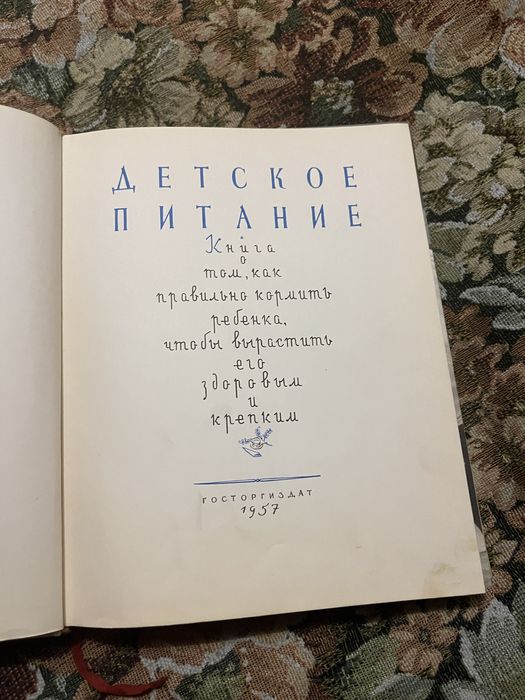 ДЕТСКОЕ
ПИТАНИЕ
Книга
о
том, как
правильно кормить
ребенка,
чтобы вырастить
его
здоровым
и
крепким
ГОСТОРГИЗДАТ
1957